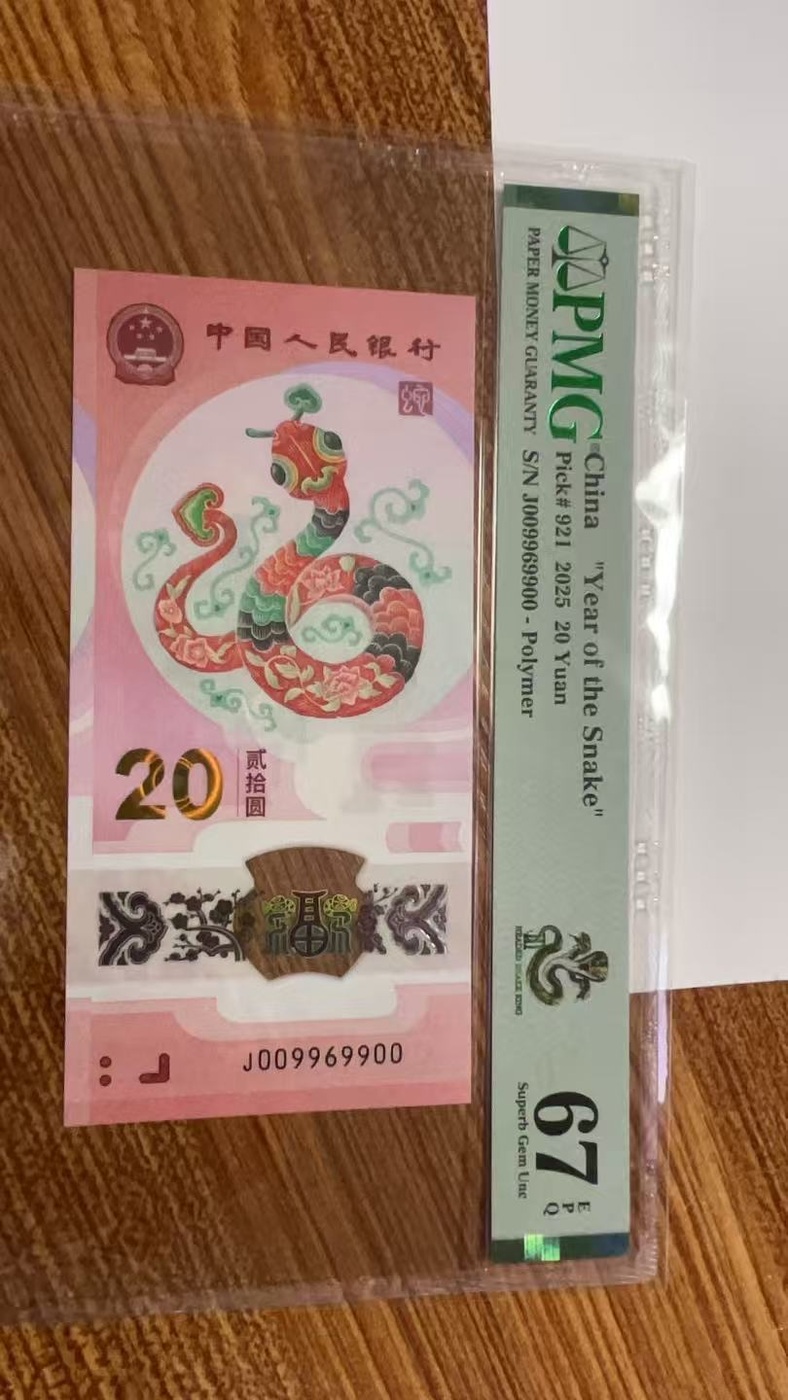 中国人民银行
蛇
20
贰拾圆
J009969900
PMG
PAPER MONEY GUARANTY
China "Year of the Snake"
Pick# 921 2025 20 Yuan
S/N J009969900 - Polymer
67
EPQ
Superb Gem Unc